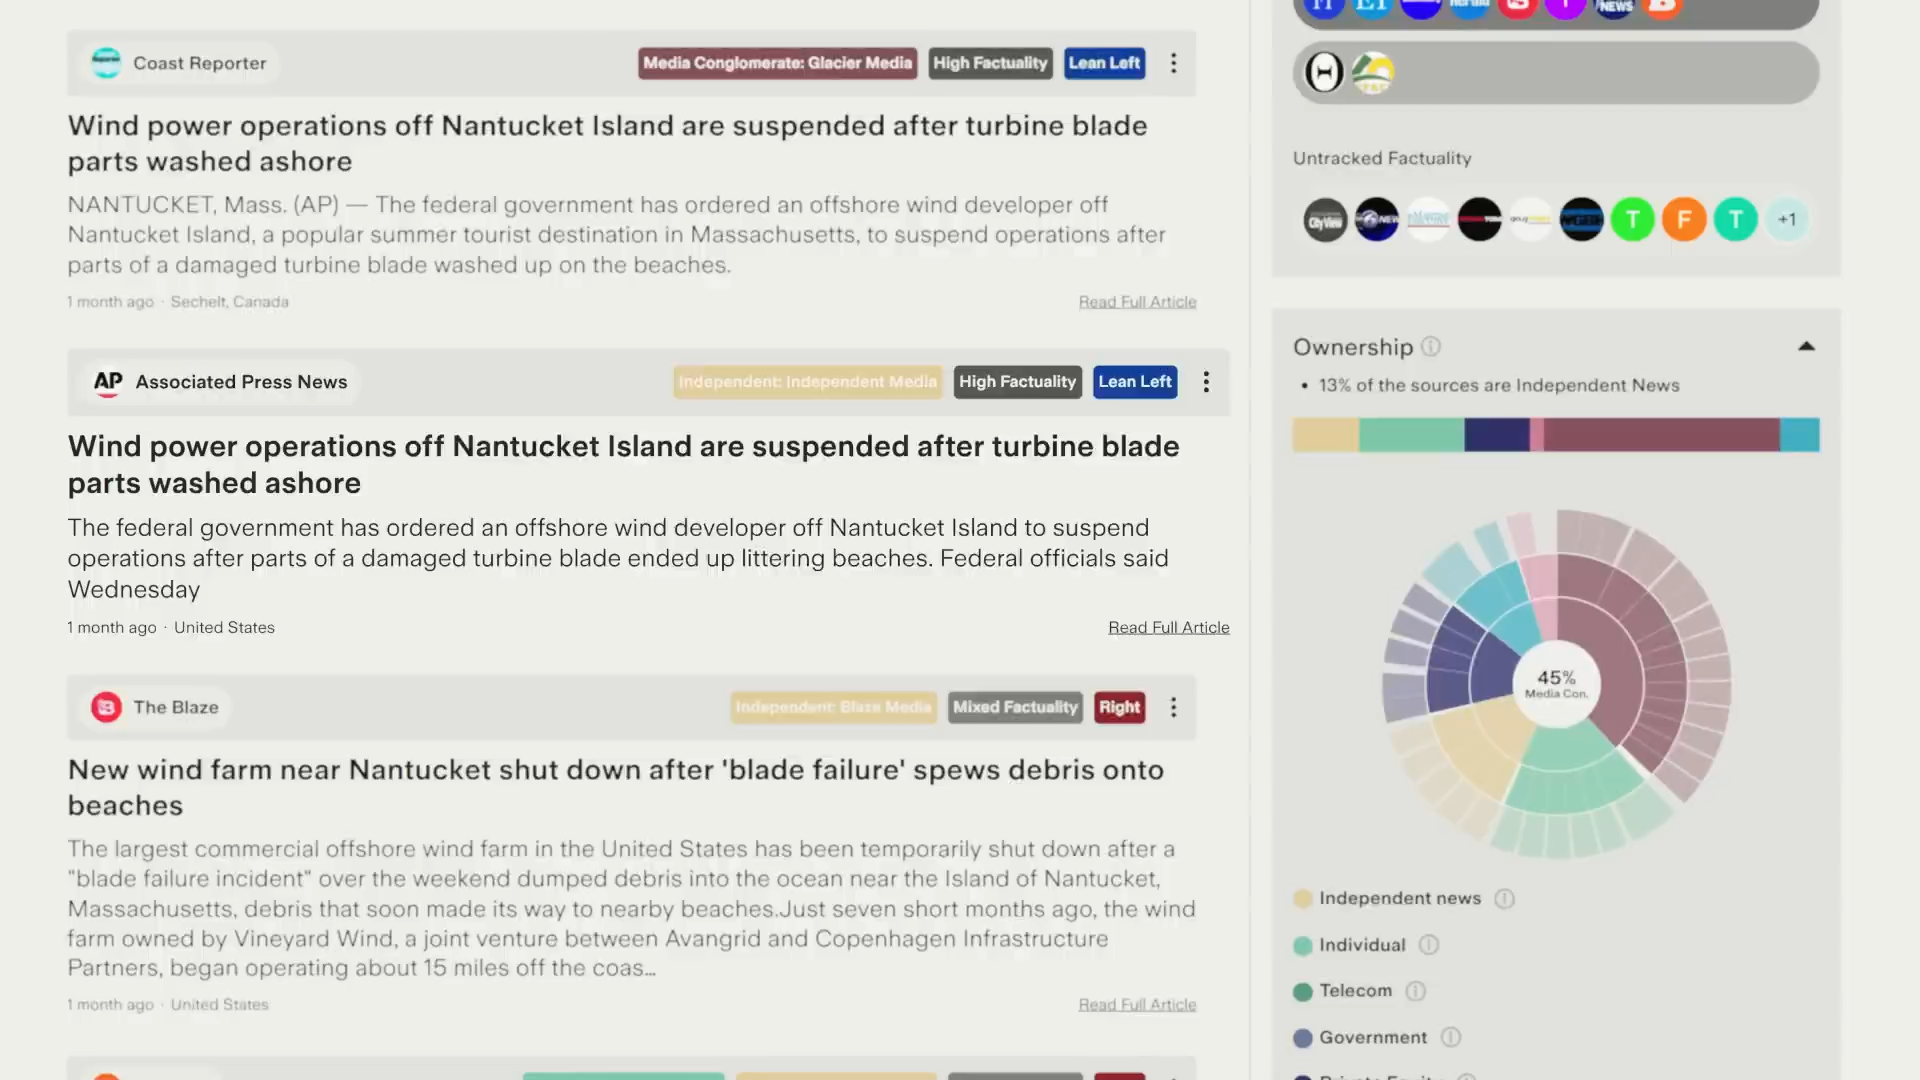 Coast Reporter
Media Conglomerate: Glacier Media
High Factuality
Lean Left
Wind power operations off Nantucket Island are suspended after turbine blade
parts washed ashore
NANTUCKET, Mass. (AP) — The federal government has ordered an offshore wind developer off
Nantucket Island, a popular summer tourist destination in Massachusetts, to suspend operations after
parts of a damaged turbine blade washed up on the beaches.
1 month ago · Sechelt, Canada
Read Full Article
AP
Associated Press News
Independent: Independent Media
High Factuality
Lean Left
Wind power operations off Nantucket Island are suspended after turbine blade
parts washed ashore
The federal government has ordered an offshore wind developer off Nantucket Island to suspend
operations after parts of a damaged turbine blade ended up littering beaches. Federal officials said
Wednesday
1 month ago · United States
Read Full Article
The Blaze
Independent: Blaze Media
Mixed Factuality
Right
New wind farm near Nantucket shut down after 'blade failure' spews debris onto
beaches
The largest commercial offshore wind farm in the United States has been temporarily shut down after a
"blade failure incident" over the weekend dumped debris into the ocean near the Island of Nantucket,
Massachusetts, debris that soon made its way to nearby beaches.Just seven short months ago, the wind
farm owned by Vineyard Wind, a joint venture between Avangrid and Copenhagen Infrastructure
Partners, began operating about 15 miles off the coas...
1 month ago · United States
Read Full Article
NEWS
Untracked Factuality
CityView
T
F
T
+1
Ownership
• 13% of the sources are Independent News
45%
Media Con.
Independent news
Individual
Telecom
Government